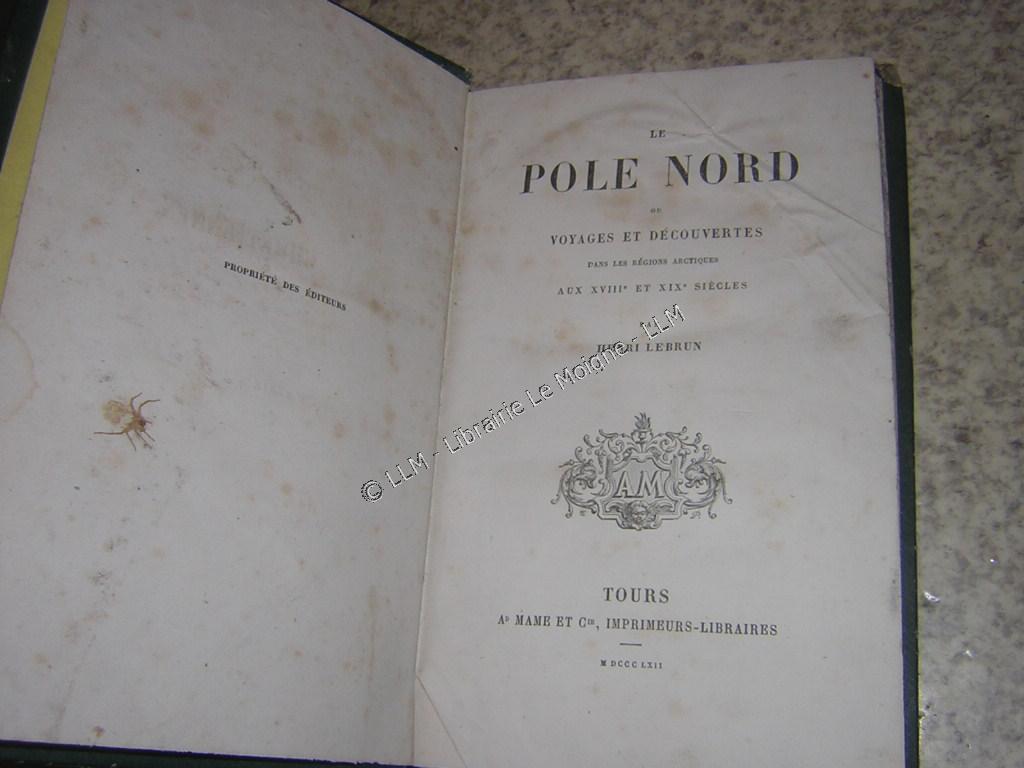 PROPRIÉTÉ DES ÉDITEURS
LE
POLE NORD
OU
VOYAGES ET DÉCOUVERTES
DANS LES RÉGIONS ARCTIQUES
AUX XVIIIe ET XIXe SIÈCLES
HENRI LEBRUN
AM
TOURS
AD MAME ET CIE, IMPRIMEURS-LIBRAIRES
M DCCC LXII
© LLM - Librairie Le Moigne - LLM